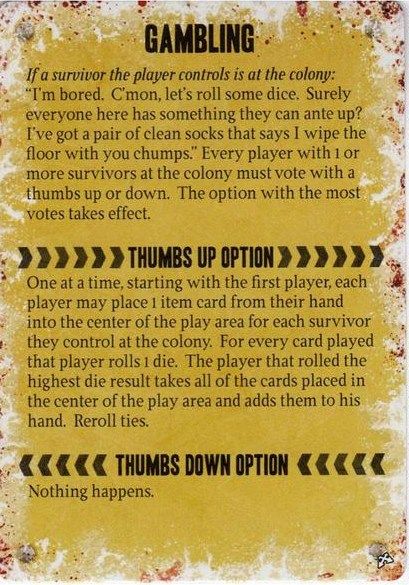 GAMBLING
If a survivor the player controls is at the colony:
"I'm bored. C'mon, let's roll some dice. Surely
everyone here has something they can ante up?
I've got a pair of clean socks that says I wipe the
floor with you chumps." Every player with 1 or
more survivors at the colony must vote with a
thumbs up or down. The option with the most
votes takes effect.
THUMBS UP OPTION
One at a time, starting with the first player, each
player may place 1 item card from their hand
into the center of the play area for each survivor
they control at the colony. For every card played
that player rolls 1 die. The player that rolled the
highest die result takes all of the cards placed in
the center of the play area and adds them to his
hand. Reroll ties.
THUMBS DOWN OPTION
Nothing happens.